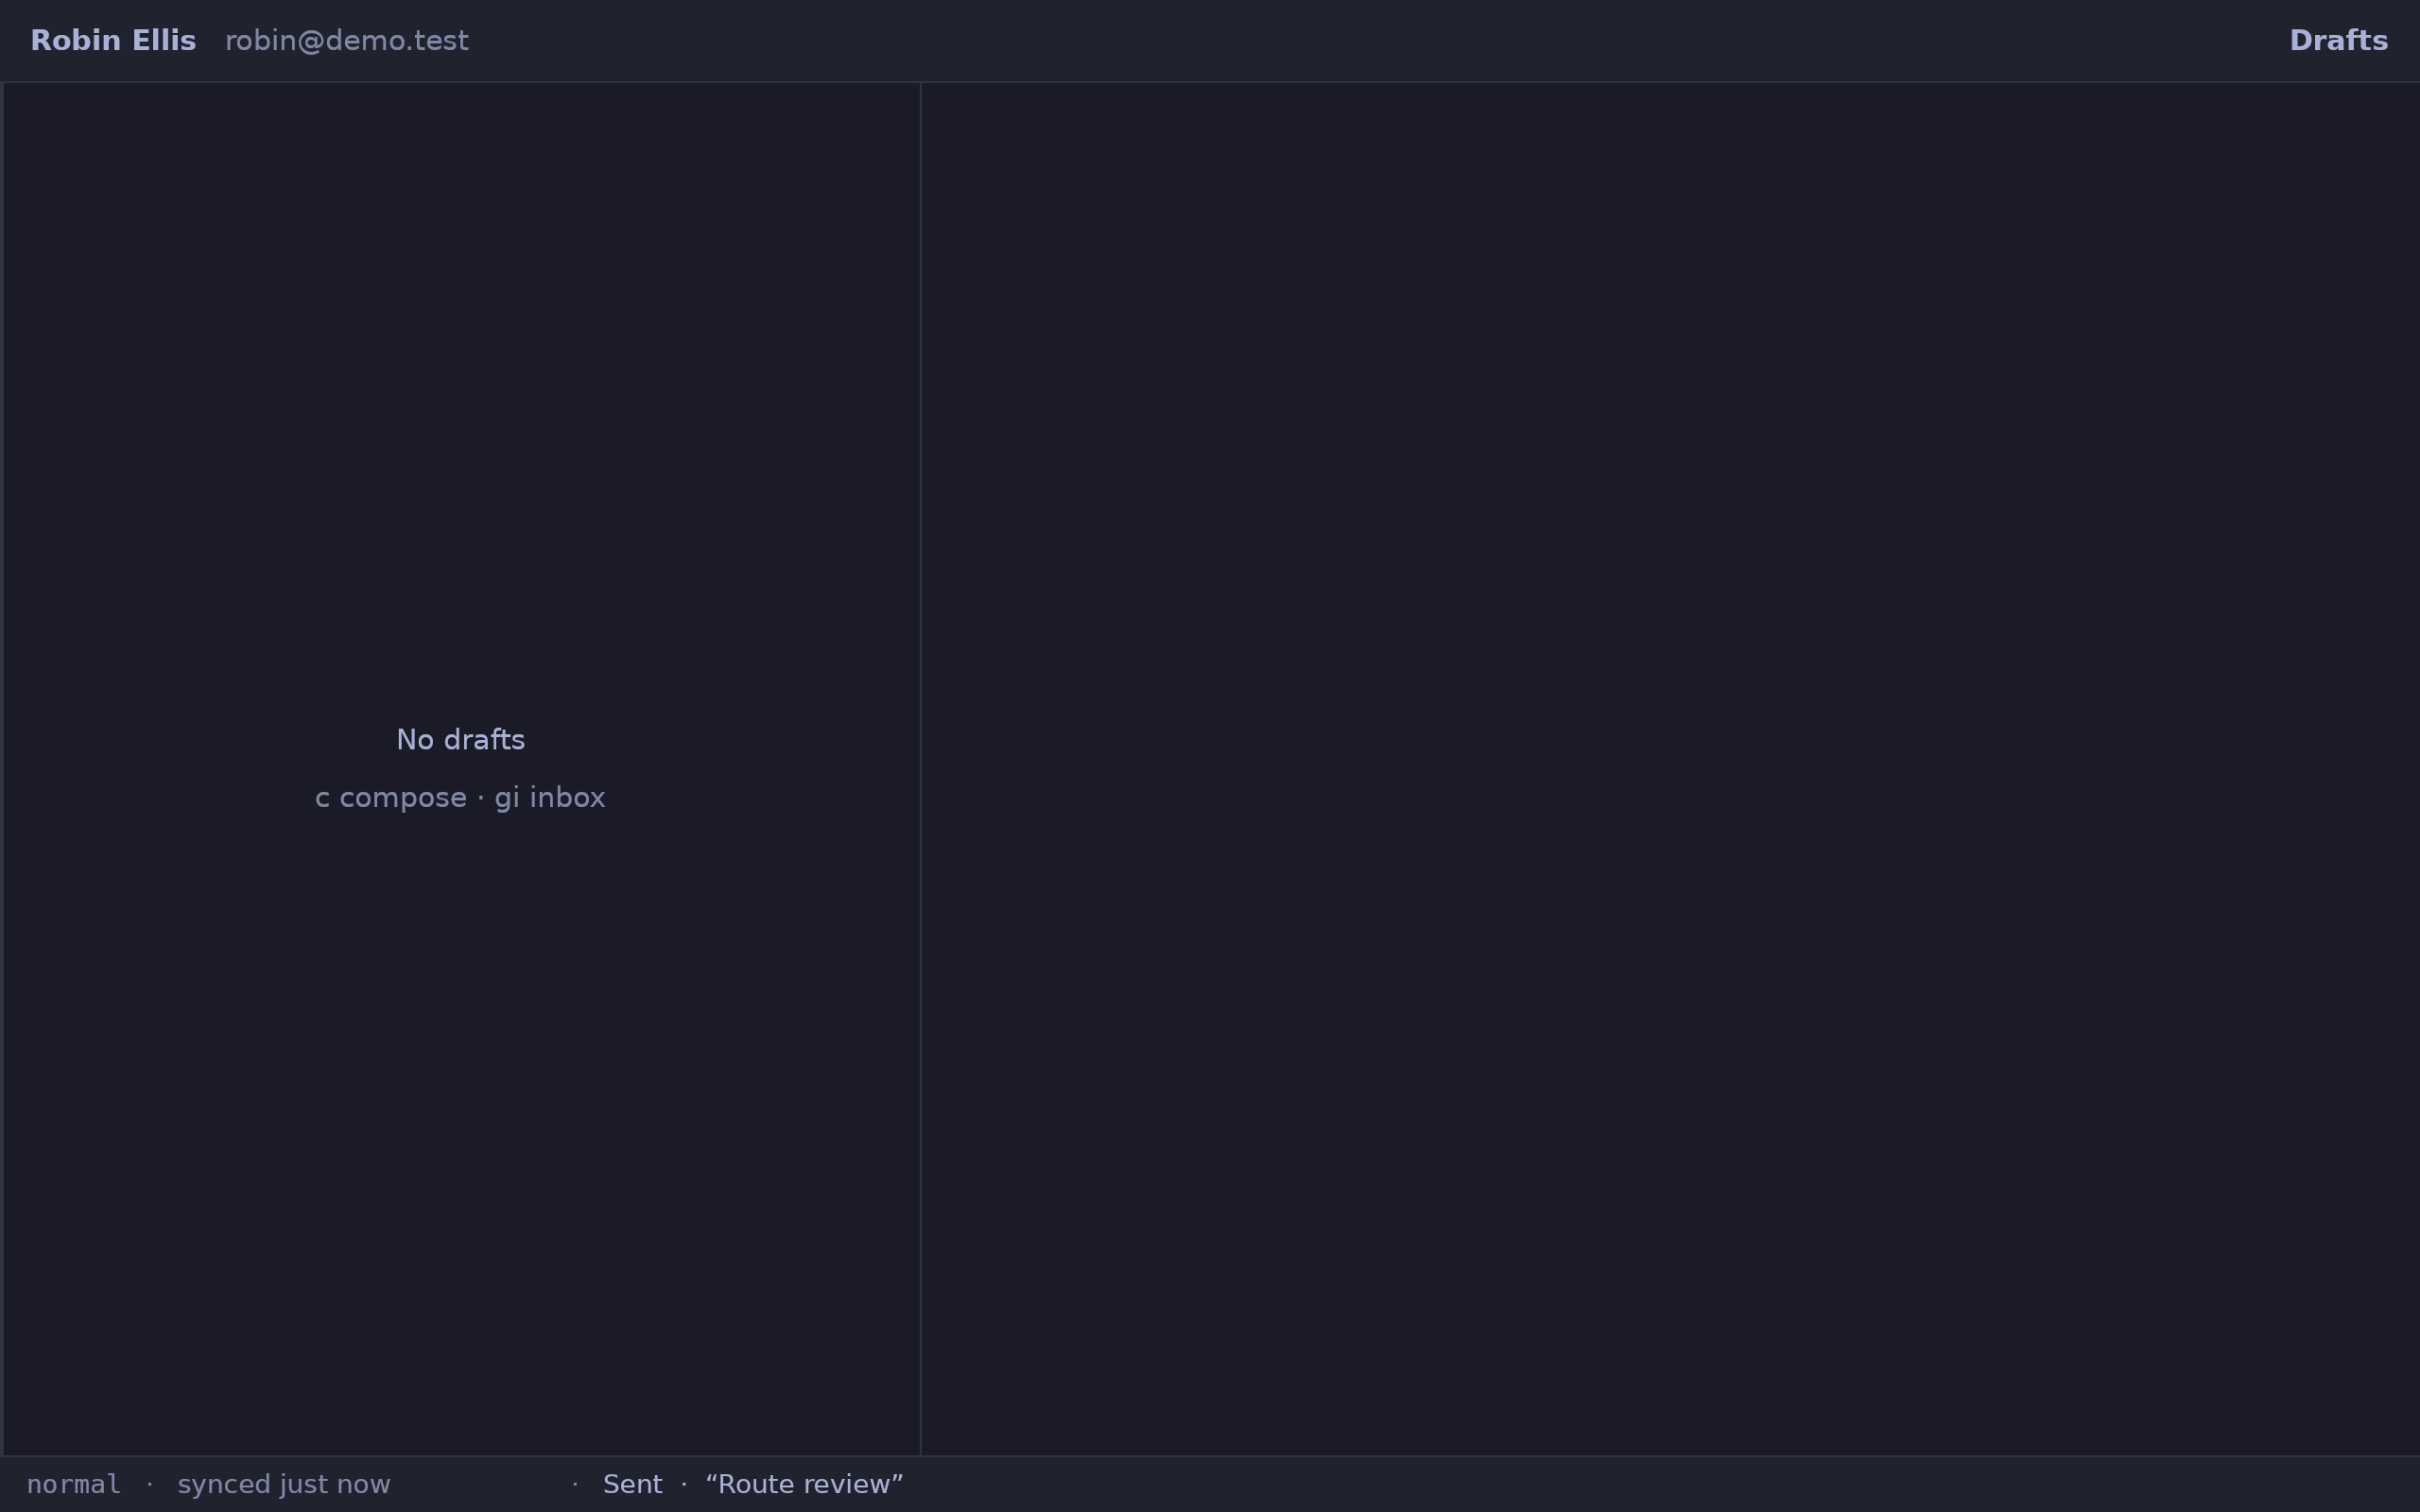 Robin Ellis robin@demo.test Drafts
No drafts
c compose · gi inbox
normal · synced just now · Sent · “Route review”